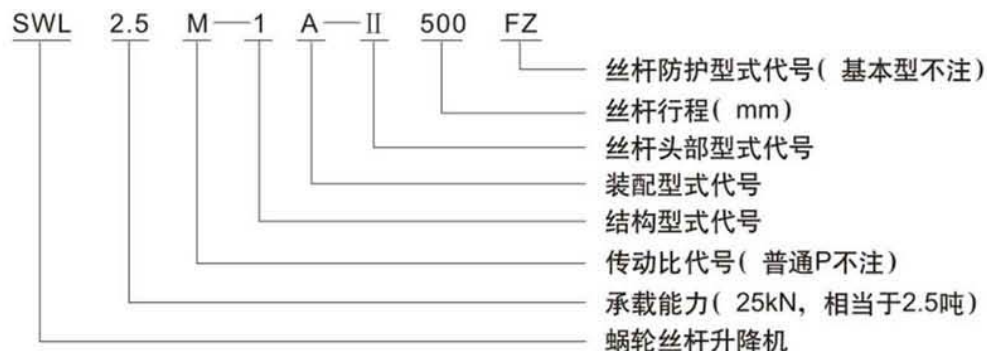 SWL 2.5 M—1 A—Ⅱ 500 FZ
丝杆防护型式代号( 基本型不注)
丝杆行程( mm)
丝杆头部型式代号
装配型式代号
结构型式代号
传动比代号( 普通P不注)
承载能力( 25kN，相当于2.5吨)
蜗轮丝杆升降机